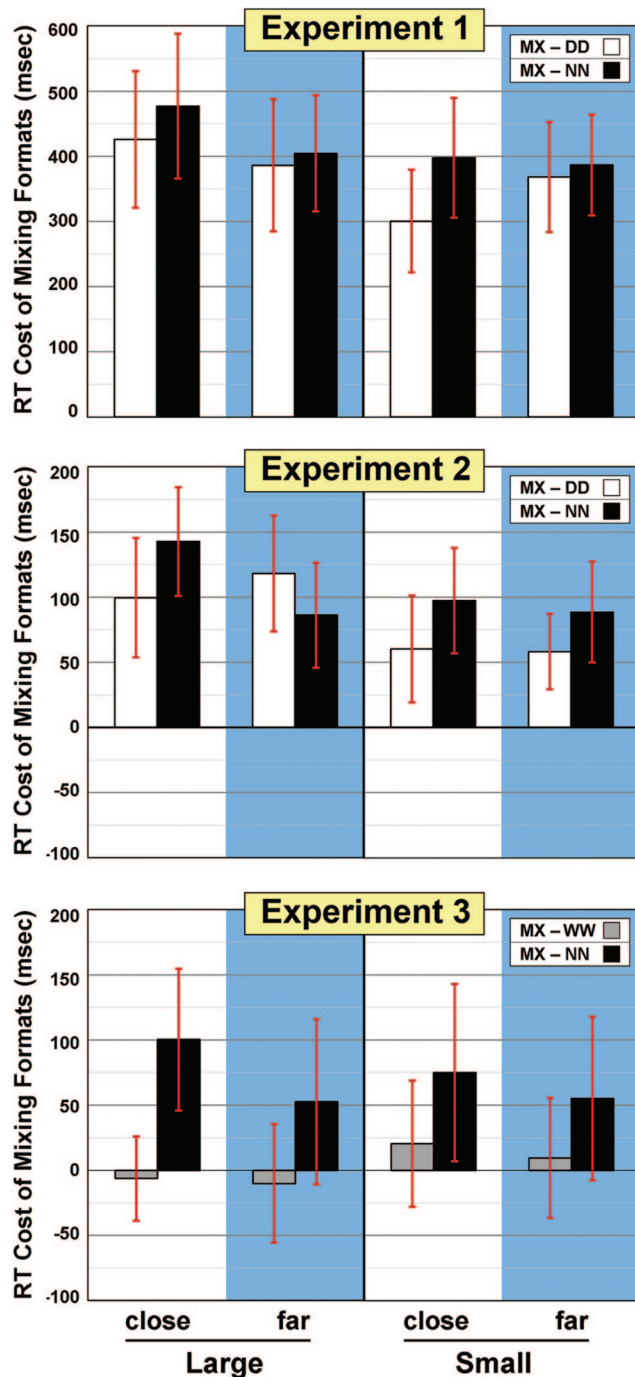 Experiment 1
RT Cost of Mixing Formats (msec)
600
500
400
300
200
100
0
MX – DD
MX – NN
Experiment 2
RT Cost of Mixing Formats (msec)
200
150
100
50
0
-50
-100
MX – DD
MX – NN
Experiment 3
RT Cost of Mixing Formats (msec)
200
150
100
50
0
-50
-100
MX – WW
MX – NN
close far close far
Large Small